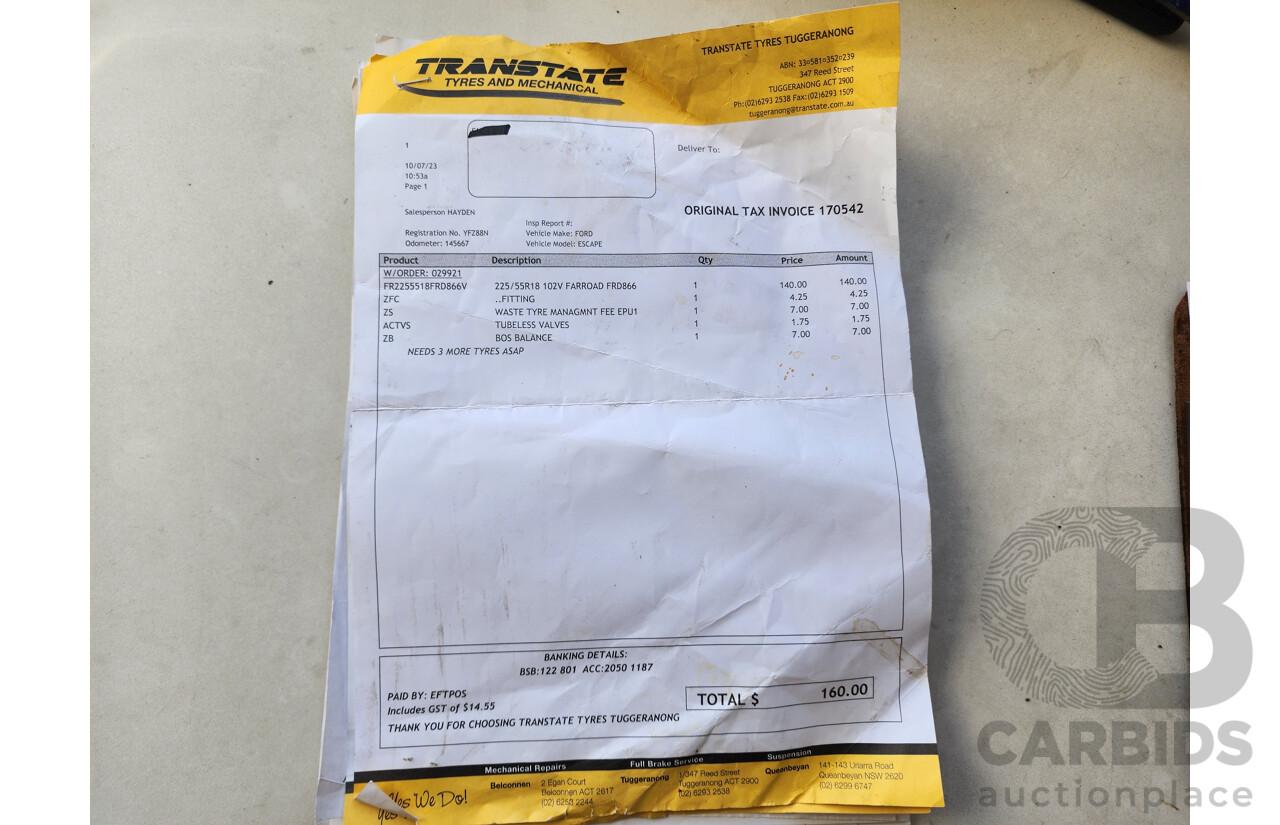 TRANSTATE
TYRES AND MECHANICAL
TRANSTATE TYRES TUGGERANONG
ABN: 33¤581¤352¤239
347 Reed Street
TUGGERANONG ACT 2900
Ph:(02)6293 2538 Fax:(02)6293 1509
tuggeranong@transtate.com.au
1
10/07/23
10:53a
Page 1
Deliver To:
Salesperson HAYDEN
ORIGINAL TAX INVOICE 170542
Insp Report #:
Registration No. YFZ88N Vehicle Make: FORD
Odometer: 145667 Vehicle Model: ESCAPE
Product Description Qty Price Amount
W/ORDER: 029921
FR2255518FRD866V 225/55R18 102V FARROAD FRD866 1 140.00 140.00
ZFC ..FITTING 1 4.25 4.25
ZS WASTE TYRE MANAGMNT FEE EPU1 1 7.00 7.00
ACTVS TUBELESS VALVES 1 1.75 1.75
ZB BOS BALANCE 1 7.00 7.00
NEEDS 3 MORE TYRES ASAP
BANKING DETAILS:
BSB:122 801 ACC:2050 1187
PAID BY: EFTPOS
Includes GST of $14.55
TOTAL $ 160.00
THANK YOU FOR CHOOSING TRANSTATE TYRES TUGGERANONG
Mechanical Repairs Full Brake Service Suspension
Yes We Do!
Belconnen 2 Egan Court
Belconnen ACT 2617
(02) 6253 2244
Tuggeranong 1/347 Reed Street
Tuggeranong ACT 2900
(02) 6293 2538
Queanbeyan 141-143 Uriarra Road
Queanbeyan NSW 2620
(02) 6299 6747
CB
CARBIDS
auctionplace